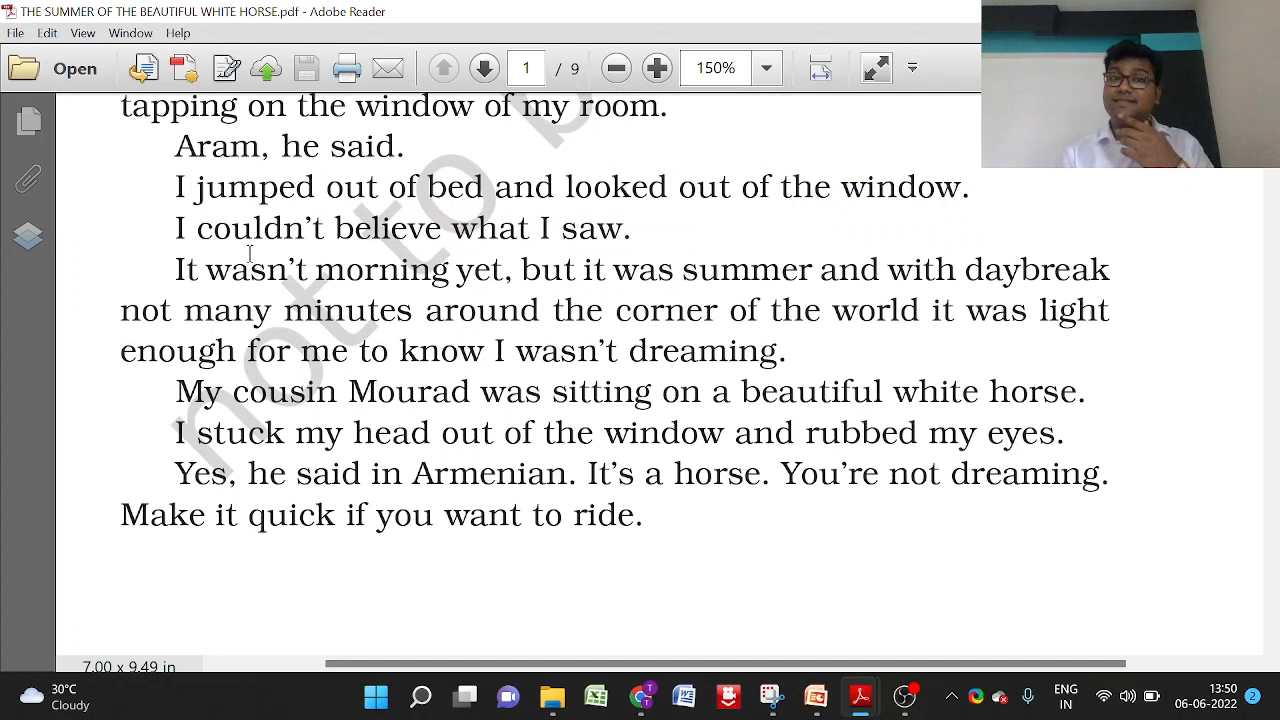 THE SUMMER OF THE BEAUTIFUL WHITE HORSE.pdf - Adobe Reader
File Edit View Window Help
Open 1 / 9 150%
tapping on the window of my room.
Aram, he said.
I jumped out of bed and looked out of the window.
I couldn't believe what I saw.
It wasn't morning yet, but it was summer and with daybreak
not many minutes around the corner of the world it was light
enough for me to know I wasn't dreaming.
My cousin Mourad was sitting on a beautiful white horse.
I stuck my head out of the window and rubbed my eyes.
Yes, he said in Armenian. It's a horse. You're not dreaming.
Make it quick if you want to ride.
not to b
7.00 x 9.49 in
30°C
Cloudy
ENG
IN
13:50
06-06-2022
2